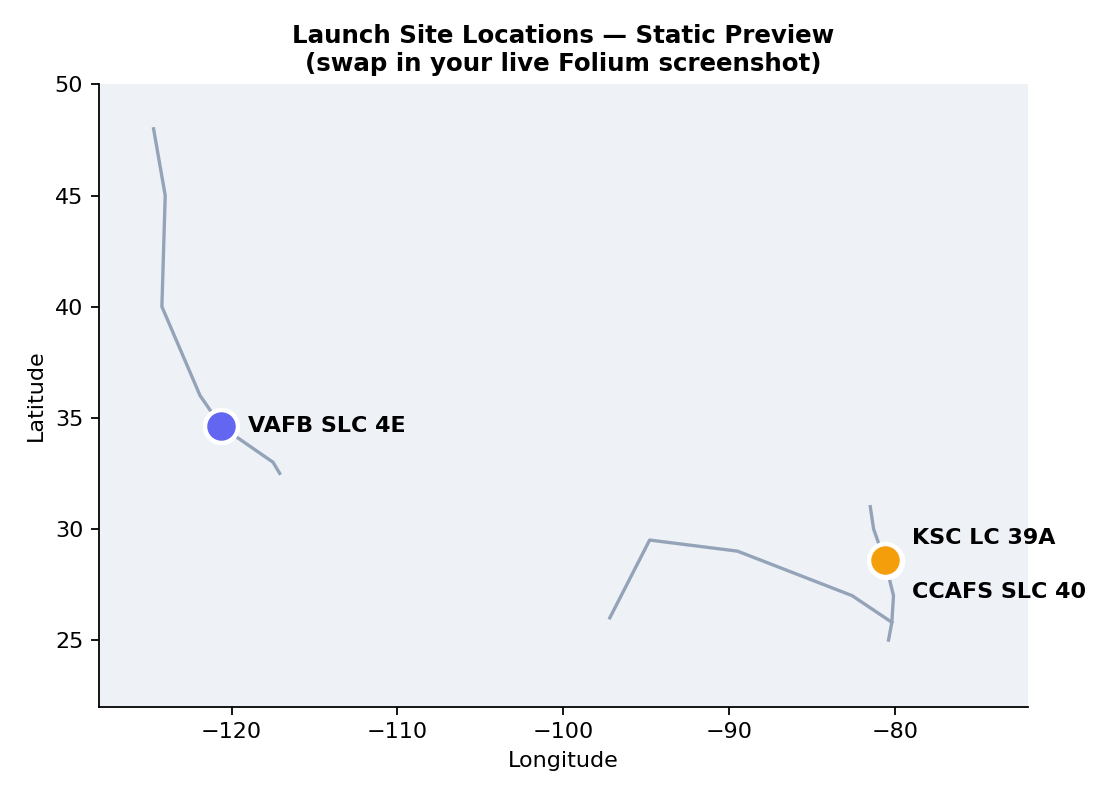 Launch Site Locations — Static Preview
(swap in your live Folium screenshot)
50
45
40
35
30
25
Latitude
VAFB SLC 4E
KSC LC 39A
CCAFS SLC 40
−120
−110
−100
−90
−80
Longitude